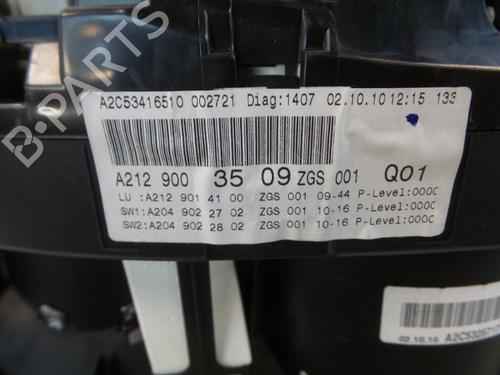 A2C53416510 002721 Diag:1407 02.10.10 12:15 133
A212 900 35 09 ZGS 001 Q01
LU :A212 901 41 00 ZGS 001 09-44 P-Level:000C
SW1:A204 902 27 02 ZGS 001 10-16 P-Level:000C
SW2:A204 902 28 02 ZGS 001 10-16 P-Level:000C
02.10.10
B-PARTS